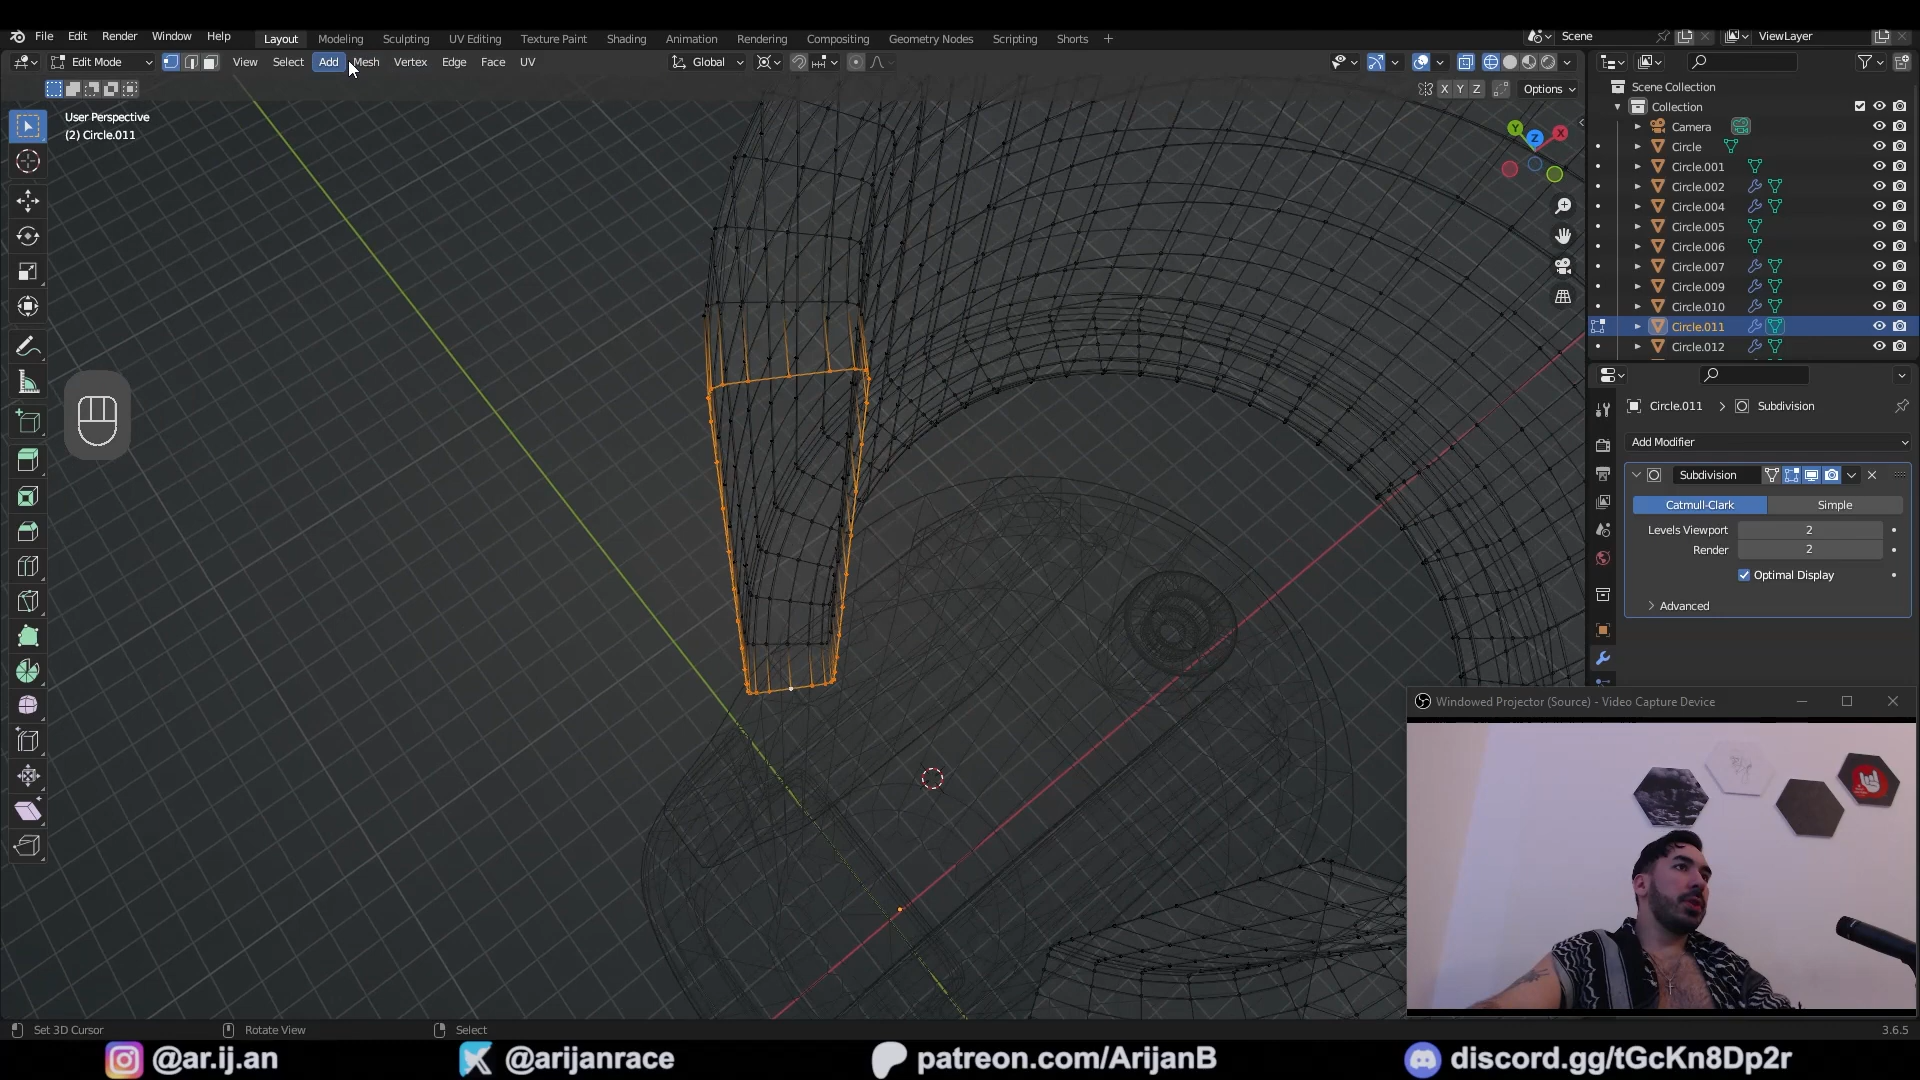 File Edit Render Window Help Layout Modeling Sculpting UV Editing Texture Paint Shading Animation Rendering Compositing Geometry Nodes Scripting Shorts + Scene ViewLayer
Edit Mode View Select Add Mesh Vertex Edge Face UV Global
X Y Z Options
User Perspective
(2) Circle.011
Y Z X
Scene Collection
Collection
Camera
Circle
Circle.001
Circle.002
Circle.004
Circle.005
Circle.006
Circle.007
Circle.009
Circle.010
Circle.011
Circle.012
Circle.011 > Subdivision
Add Modifier
Subdivision
Catmull-Clark Simple
Levels Viewport 2
Render 2
Optimal Display
Advanced
Windowed Projector (Source) - Video Capture Device
Set 3D Cursor Rotate View Select 3.6.5
@ar.ij.an @arijanrace patreon.com/ArijanB discord.gg/tGcKn8Dp2r